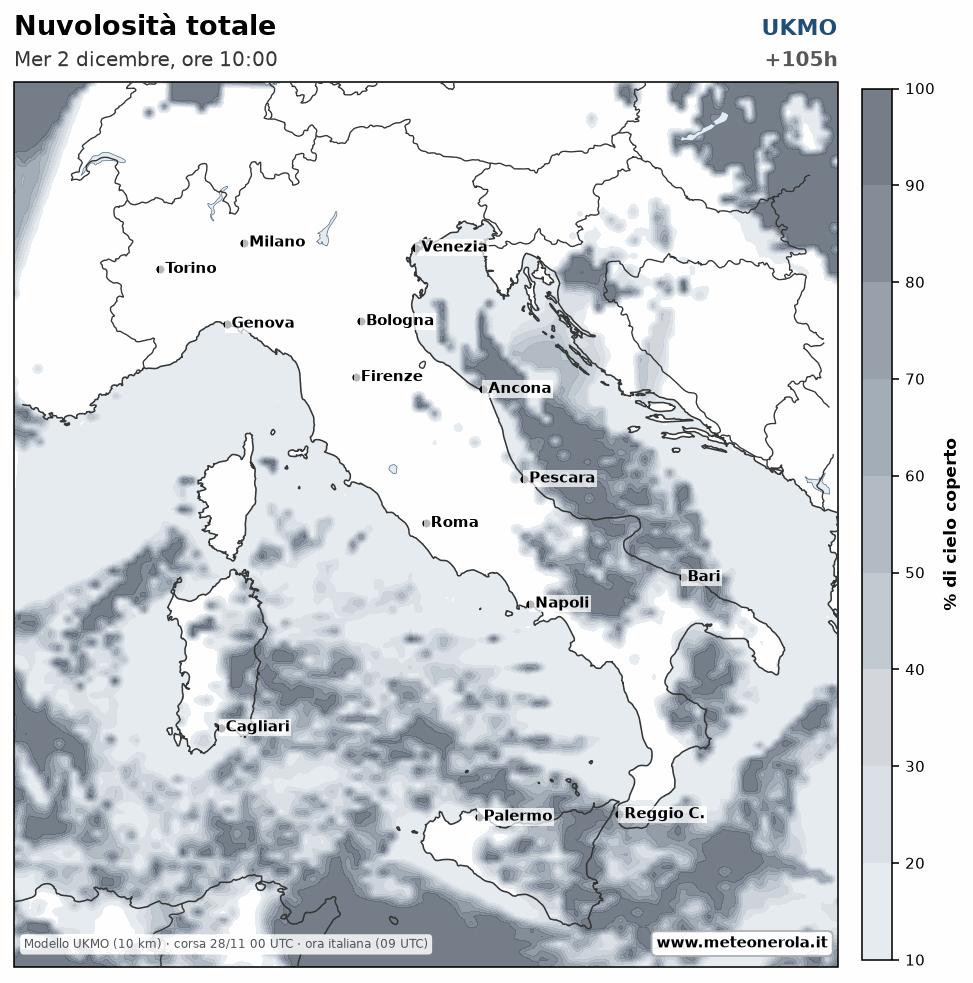 Nuvolosità totale
UKMO
Mer 2 dicembre, ore 10:00
+105h
100
90
80
70
60
50
40
30
20
10
% di cielo coperto
Milano
Venezia
Torino
Genova
Bologna
Firenze
Ancona
Pescara
Roma
Bari
Napoli
Cagliari
Palermo
Reggio C.
Modello UKMO (10 km) · corsa 28/11 00 UTC · ora italiana (09 UTC)
www.meteonerola.it